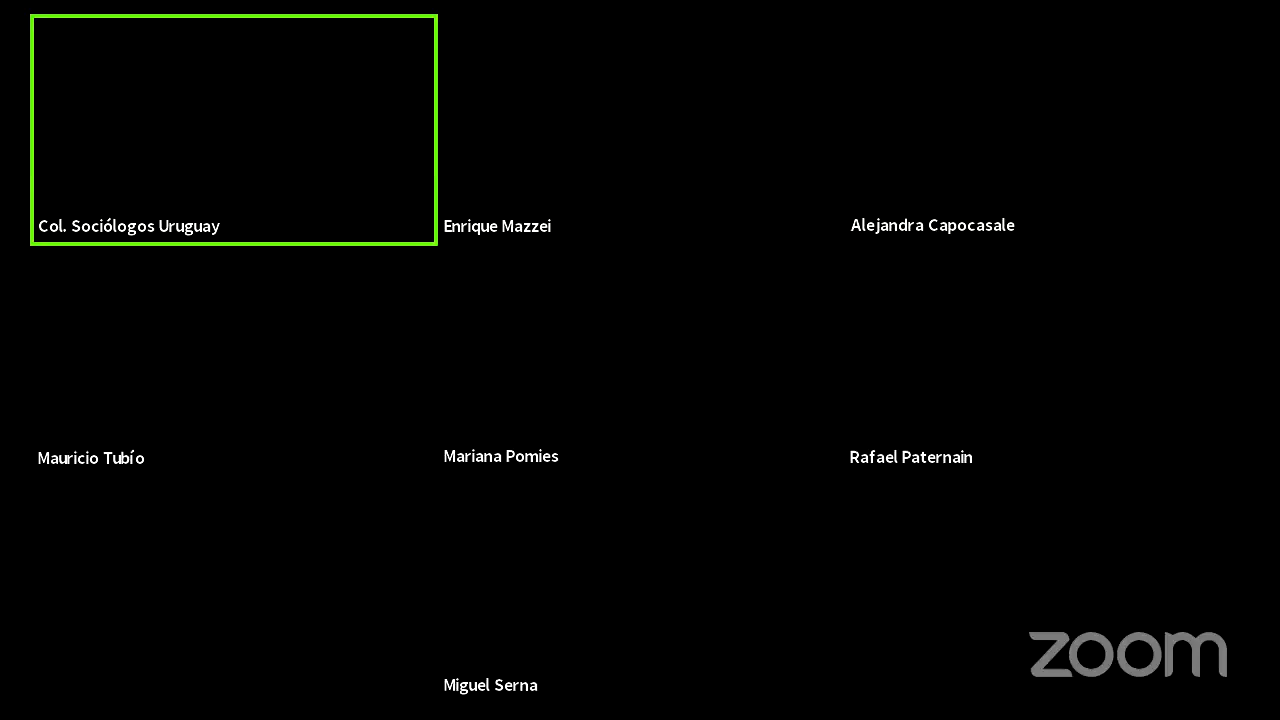 Col. Sociólogos Uruguay
Enrique Mazzei
Alejandra Capocasale
Mauricio Tubío
Mariana Pomies
Rafael Paternain
Miguel Serna
zoom